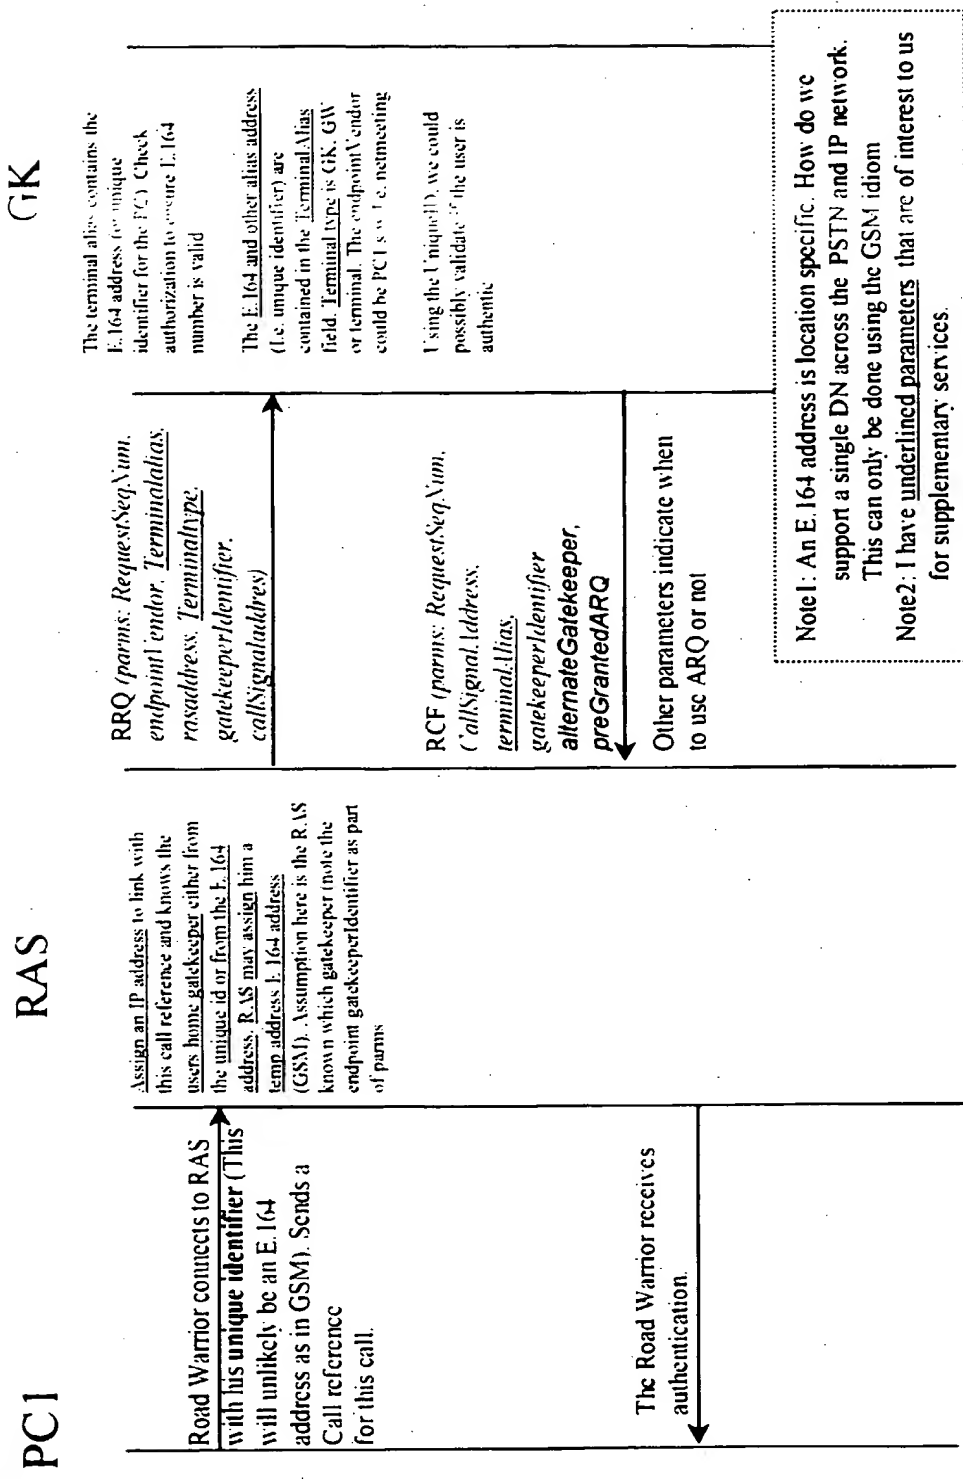 PC1
RAS
GK
Road Warrior connects to RAS
with his unique identifier (This
will unlikely be an E.164
address as in GSM). Sends a
Call reference
for this call.
The Road Warrior receives
authentication.
Assign an IP address to link with
this call reference and knows the
users home gatekeeper either from
the unique id or from the E.164
address. RAS may assign him a
temp address E.164 address
(GSM). Assumption here is the RAS
known which gatekeeper (note the
endpoint gatekeeperIdentifier as part
of parms
RRQ (parms: RequestSeqNum,
endpointVendor, Terminalalias,
rasaddress, Terminaltype,
gatekeeperIdentifier,
callSignaladdres)
RCF (parms: RequestSeqNum,
CallSignalAddress,
terminalAlias,
gatekeeperIdentifier
alternateGatekeeper,
preGrantedARQ
Other parameters indicate when
to use ARQ or not
The terminal alias contains the
E.164 address (or unique
identifier for the PC). Check
authorization to ensure E.164
number is valid
The E.164 and other alias address
(I.e. unique identifier) are
contained in the TerminalAlias
field. Terminal type is GK, GW
or terminal. The endpointVendor
could be PC1 s/w I.e. netmeeting
Using the UniqueID, we could
possibly validate if the user is
authentic
Note1: An E.164 address is location specific. How do we
support a single DN across the PSTN and IP network.
This can only be done using the GSM idiom
Note2: I have underlined parameters that are of interest to us
for supplementary services.